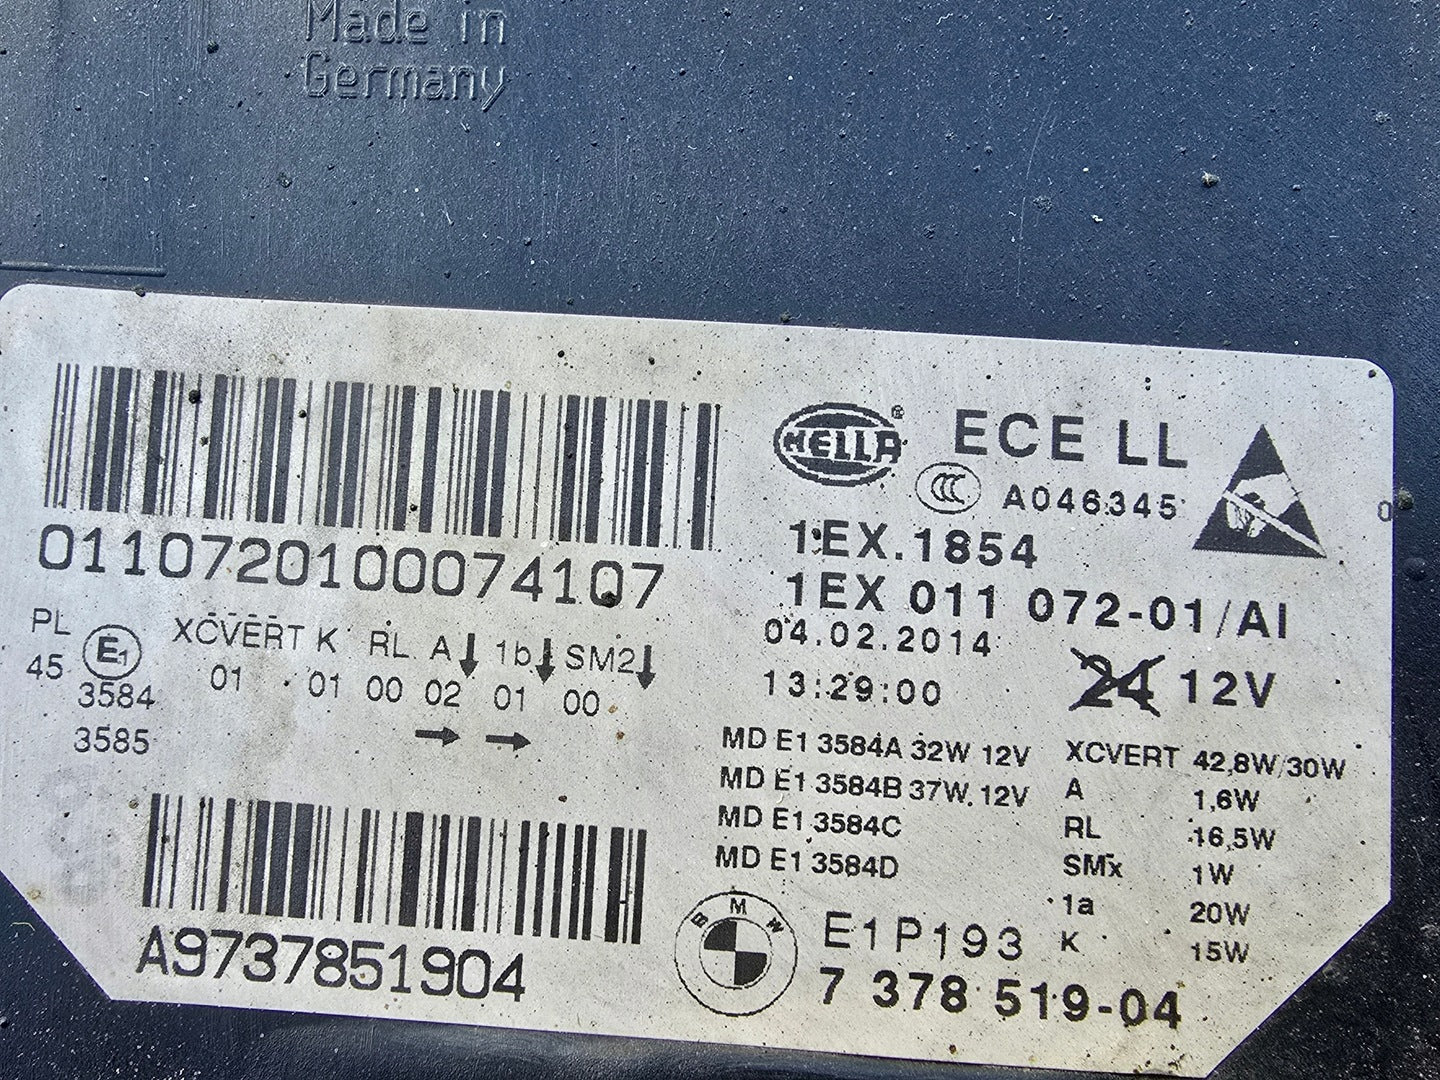 Made in
Germany
HELLA®
ECE LL
CCC A046345
1EX.1854
0110720100074107
1EX 011 072-01/AI
04.02.2014
24 12V
13:29:00
PL E1 XCVERT K RL A 1b SM2
45 3584 01 01 00 02 01 00
3585
MD E1 3584A 32W 12V XCVERT 42,8W/30W
MD E1 3584B 37W 12V A 1,6W
MD E1 3584C RL 16,5W
MD E1 3584D SMx 1W
1a 20W
BMW E1P193 K 15W
A9737851904
7 378 519-04